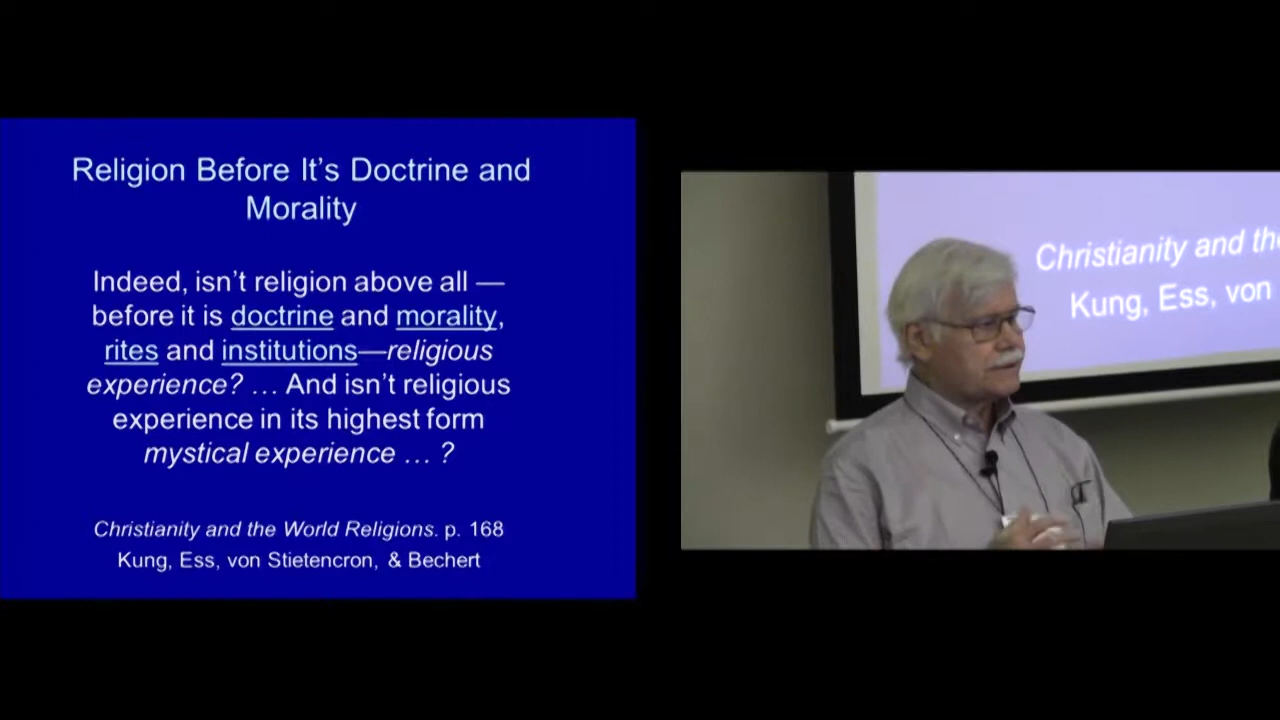 Religion Before It’s Doctrine and
Morality
Indeed, isn’t religion above all —
before it is doctrine and morality,
rites and institutions—religious
experience? … And isn’t religious
experience in its highest form
mystical experience … ?
Christianity and the World Religions. p. 168
Kung, Ess, von Stietencron, & Bechert
Christianity and the
Kung, Ess, von